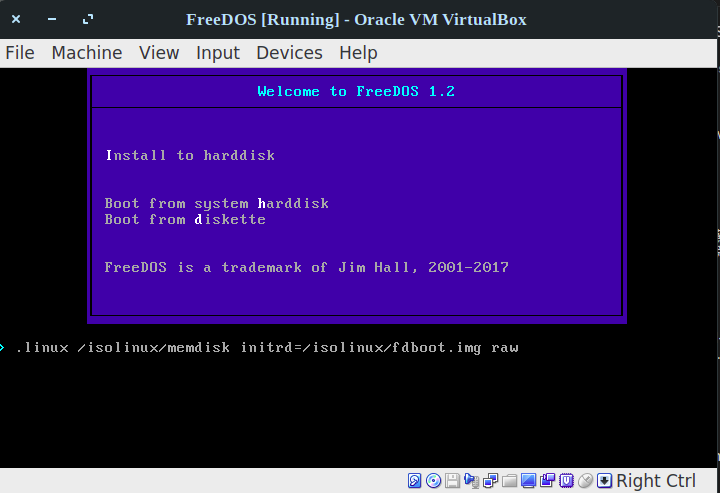 FreeDOS [Running] - Oracle VM VirtualBox
File Machine View Input Devices Help
Welcome to FreeDOS 1.2
Install to harddisk
Boot from system harddisk
Boot from diskette
FreeDOS is a trademark of Jim Hall, 2001-2017
> .linux /isolinux/memdisk initrd=/isolinux/fdboot.img raw
Right Ctrl